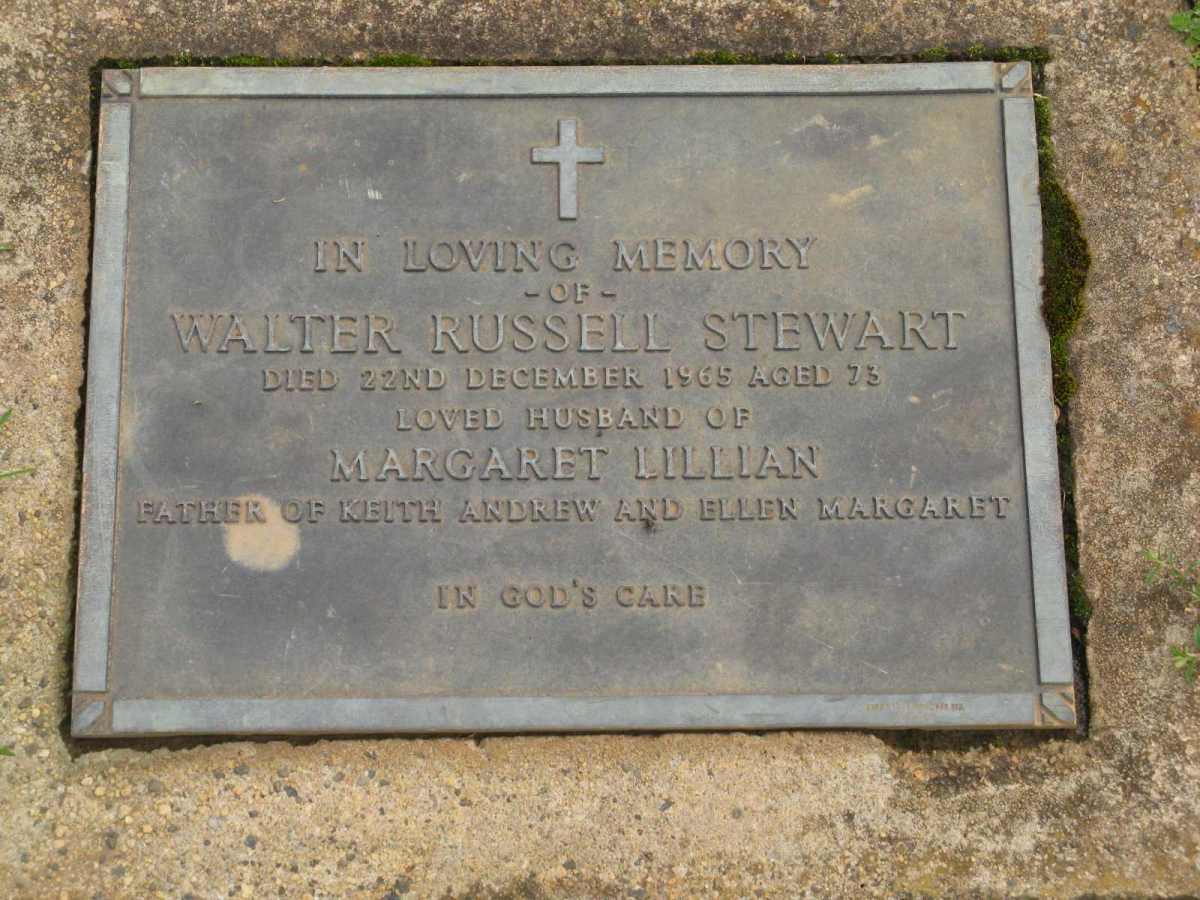 IN LOVING MEMORY
- OF -
WALTER RUSSELL STEWART
DIED 22ND DECEMBER 1965 AGED 73
LOVED HUSBAND OF
MARGARET LILLIAN
FATHER OF KEITH ANDREW AND ELLEN MARGARET
IN GOD'S CARE